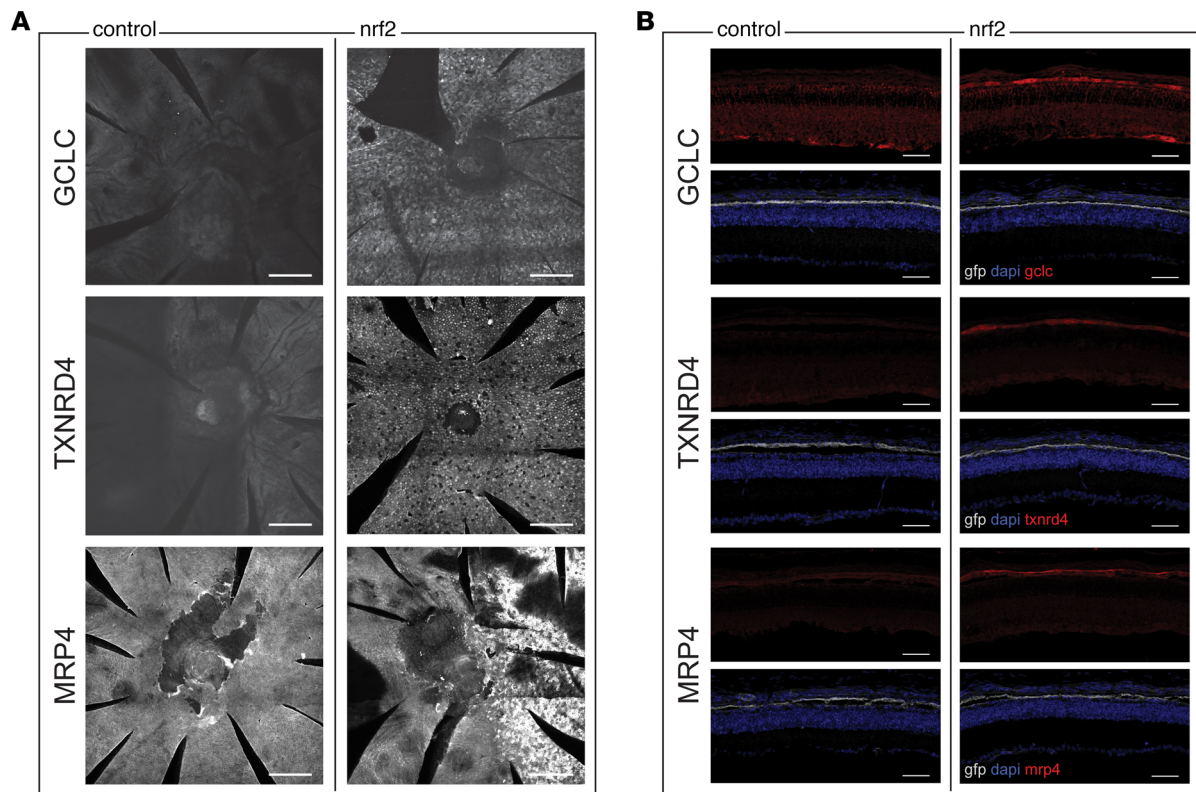 A
control
nrf2
GCLC
TXNRD4
MRP4
B
control
nrf2
GCLC
gfp dapi gclc
TXNRD4
gfp dapi txnrd4
MRP4
gfp dapi mrp4